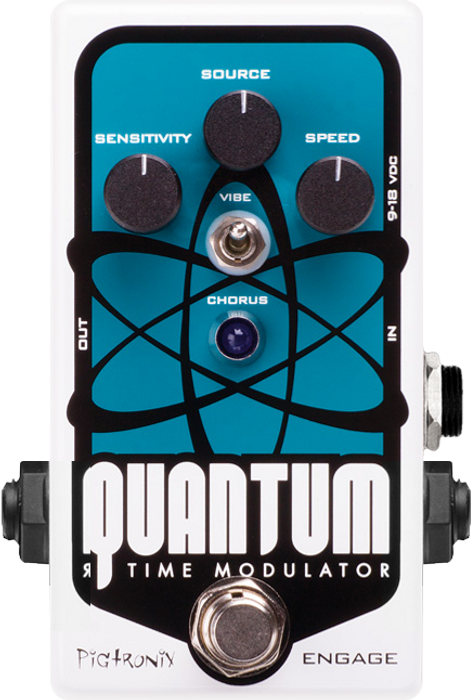 SOURCE
SENSITIVITY
SPEED
VIBE
9-18 VDC
CHORUS
OUT
IN
QUANTUM
Я TIME MODULATOR
PIGTRONIX
ENGAGE